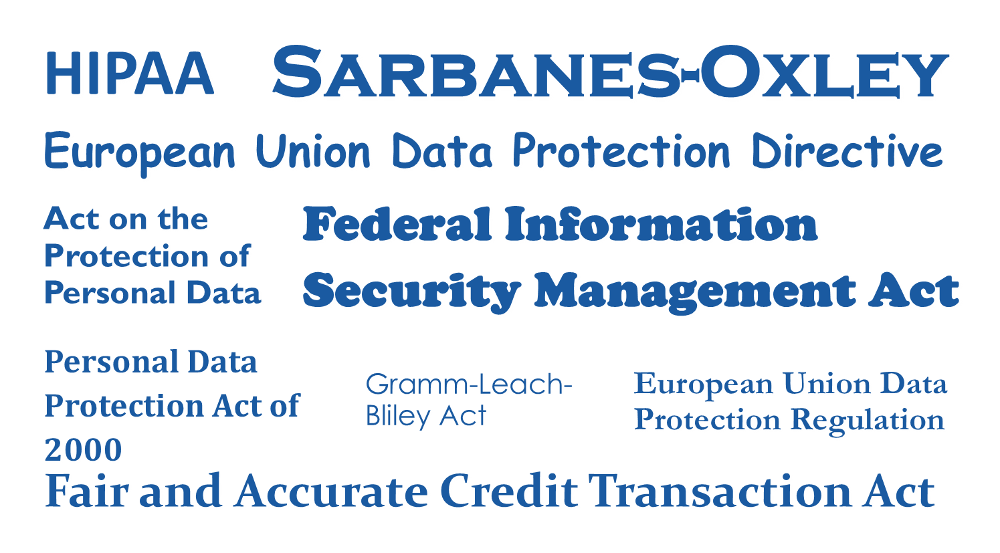 HIPAA
SARBANES-OXLEY
European Union Data Protection Directive
Act on the
Protection of
Personal Data
Federal Information
Security Management Act
Personal Data
Protection Act of
2000
Gramm-Leach-
Bliley Act
European Union Data
Protection Regulation
Fair and Accurate Credit Transaction Act